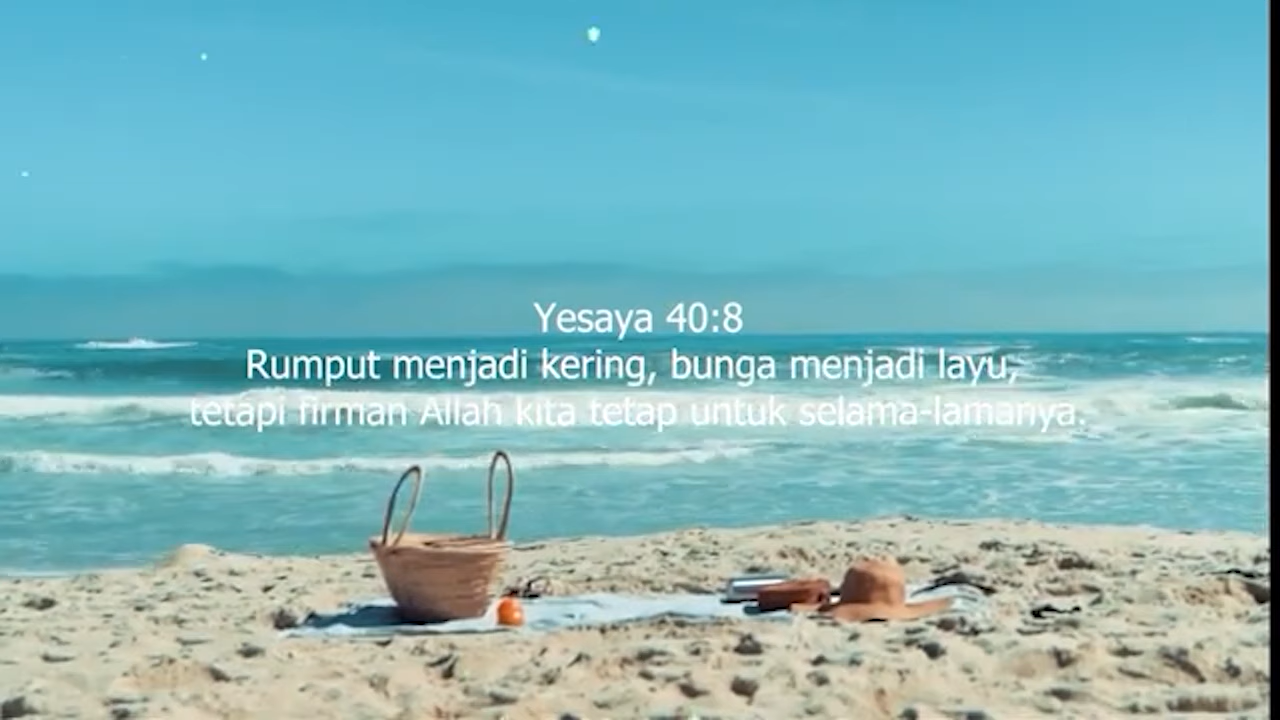 Yesaya 40:8
Rumput menjadi kering, bunga menjadi layu,
tetapi firman Allah kita tetap untuk selama-lamanya.